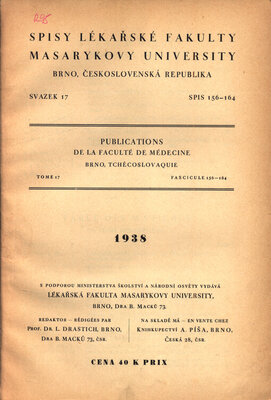 SPISY LÉKAŘSKÉ FAKULTY
MASARYKOVY UNIVERSITY
BRNO, ČESKOSLOVENSKÁ REPUBLIKA
SVAZEK 17 SPIS 156-164
PUBLICATIONS
DE LA FACULTÉ DE MÉDECINE
BRNO, TCHÉCOSLOVAQUIE
TOME 17 FASCICULE 156-164
1938
S PODPOROU MINISTERSTVA ŠKOLSTVÍ A NÁRODNÍ OSVĚTY VYDÁVÁ
LÉKAŘSKÁ FAKULTA MASARYKOVY UNIVERSITY,
BRNO, DRA B. MACKŮ 73.
REDAKTOR – RÉDIGÉES PAR
PROF. DR. L. DRASTICH, BRNO,
DRA B. MACKŮ 73, ČSR.
NA SKLADĚ MÁ – EN VENTE CHEZ
KNIHKUPECTVÍ A. PÍŠA, BRNO,
ČESKÁ 28, ČSR.
CENA 40 K PRIX